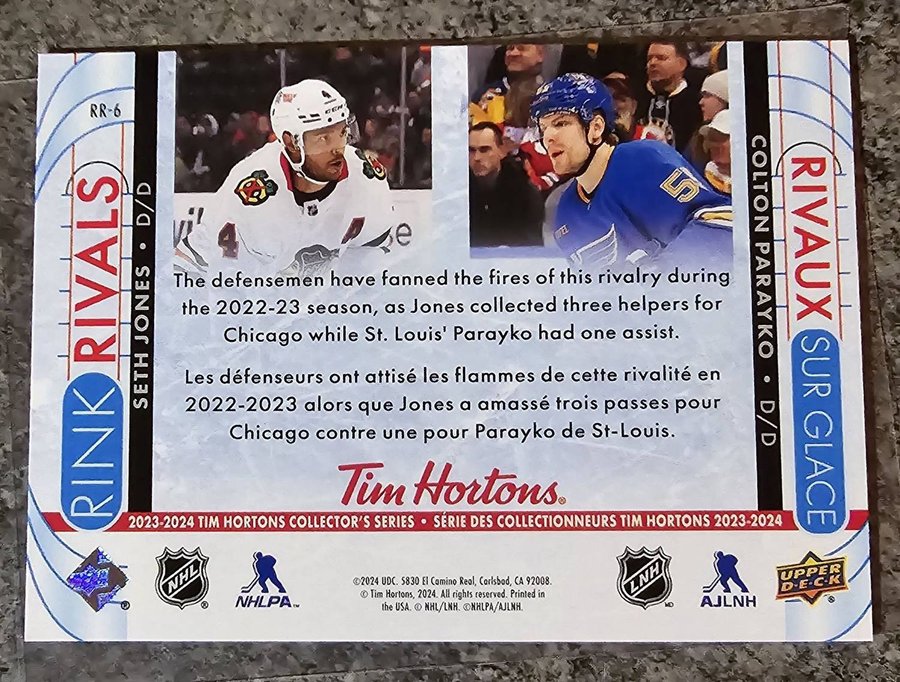 RR-6
RINK RIVALS
SETH JONES • D/D
COLTON PARAYKO • D/D
RIVAUX SUR GLACE
4
A
4
5
The defensemen have fanned the fires of this rivalry during
the 2022-23 season, as Jones collected three helpers for
Chicago while St. Louis' Parayko had one assist.
Les défenseurs ont attisé les flammes de cette rivalité en
2022-2023 alors que Jones a amassé trois passes pour
Chicago contre une pour Parayko de St-Louis.
Tim Hortons®
2023-2024 TIM HORTONS COLLECTOR'S SERIES • SÉRIE DES COLLECTIONNEURS TIM HORTONS 2023-2024
NHL
NHLPA
©2024 UDC. 5830 El Camino Real, Carlsbad, CA 92008.
© Tim Hortons, 2024. All rights reserved. Printed in
the USA. © NHL/LNH. ©NHLPA/AJLNH.
LNH
AJLNH
UPPER
DECK